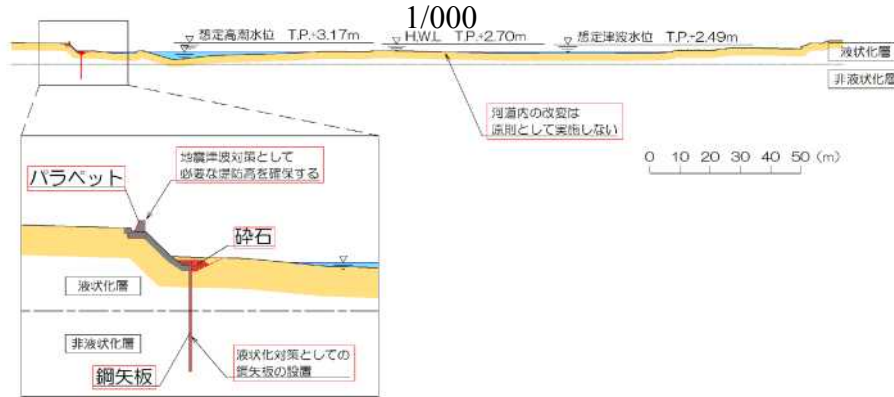 1/000
想定高潮水位 T.P.+3.17m
H.W.L T.P.+2.70m
想定津波水位 T.P.+2.49m
液状化層
非液状化層
河道内の改変は
原則として実施しない
0 10 20 30 40 50 (m)
地震津波対策として
必要な堤防高を確保する
パラペット
砕石
液状化層
非液状化層
鋼矢板
液状化対策としての
鋼矢板の設置